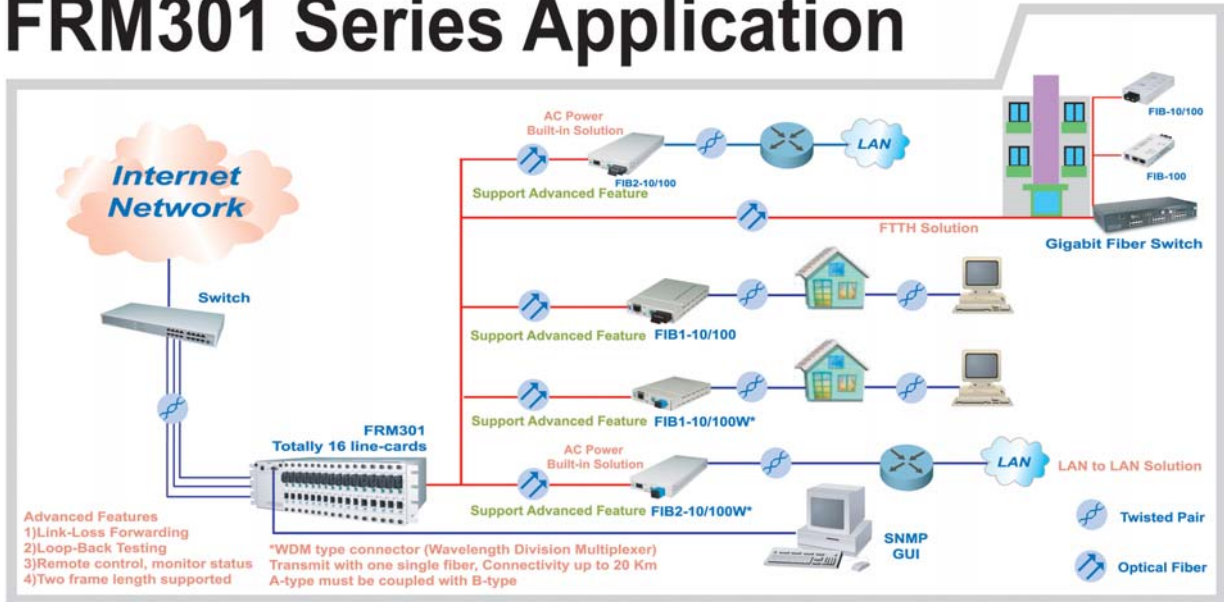 FRM301 Series Application
Internet
Network
Switch
AC Power
Built-in Solution
FIB2-10/100
Support Advanced Feature
LAN
FIB-10/100
FIB-100
FTTH Solution
Gigabit Fiber Switch
Support Advanced Feature FIB1-10/100
Support Advanced Feature FIB1-10/100W*
FRM301
Totally 16 line-cards
AC Power
Built-in Solution
Support Advanced Feature FIB2-10/100W*
LAN
LAN to LAN Solution
SNMP
GUI
Twisted Pair
Optical Fiber
Advanced Features
1)Link-Loss Forwarding
2)Loop-Back Testing
3)Remote control, monitor status
4)Two frame length supported
*WDM type connector (Wavelength Division Multiplexer)
Transmit with one single fiber, Connectivity up to 20 Km
A-type must be coupled with B-type